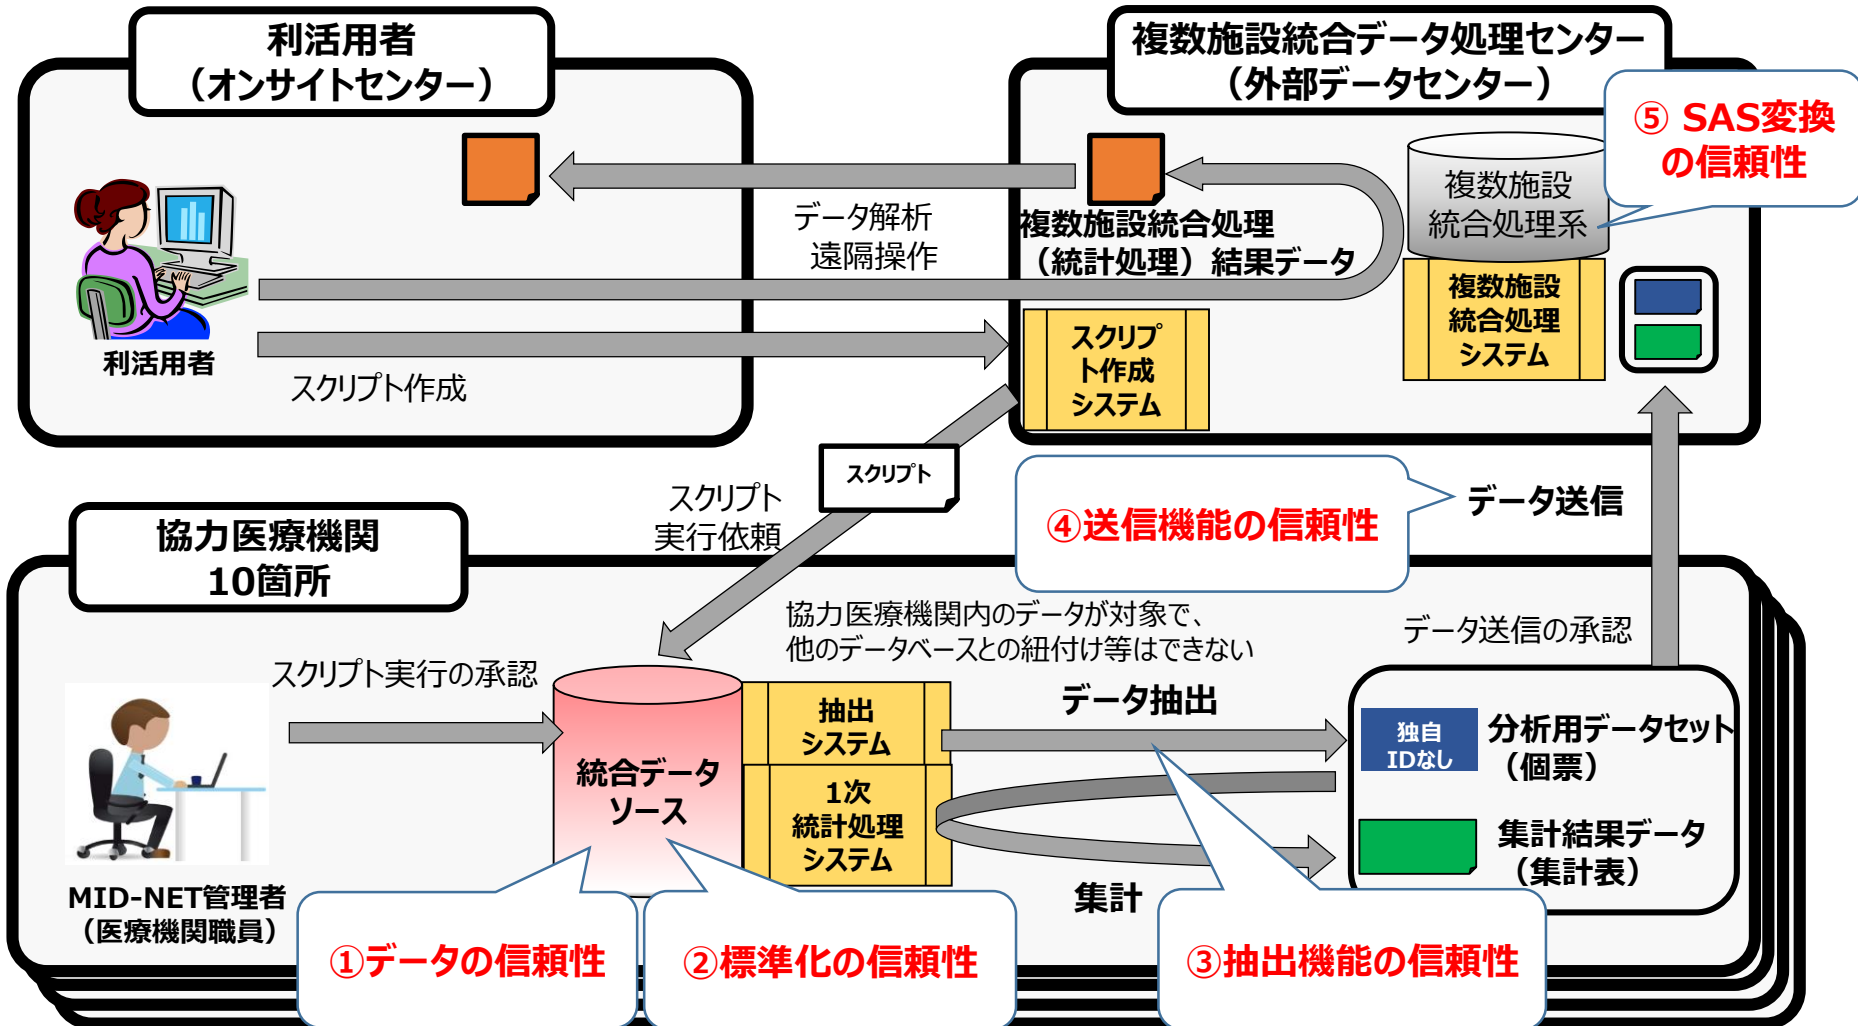 利活用者
（オンサイトセンター）
複数施設統合データ処理センター
（外部データセンター）
⑤ SAS変換
の信頼性
複数施設
統合処理系
データ解析
遠隔操作
複数施設統合処理
（統計処理）結果データ
複数施設
統合処理
システム
利活用者
スクリプト作成
スクリプ
ト作成
システム
スクリプト
スクリプト
実行依頼
④送信機能の信頼性
データ送信
協力医療機関
10箇所
協力医療機関内のデータが対象で、
他のデータベースとの紐付け等はできない
データ送信の承認
スクリプト実行の承認
抽出
システム
データ抽出
統合データ
ソース
1次
統計処理
システム
独自
IDなし
分析用データセット
（個票）
集計結果データ
（集計表）
集計
MID-NET管理者
（医療機関職員）
①データの信頼性
②標準化の信頼性
③抽出機能の信頼性